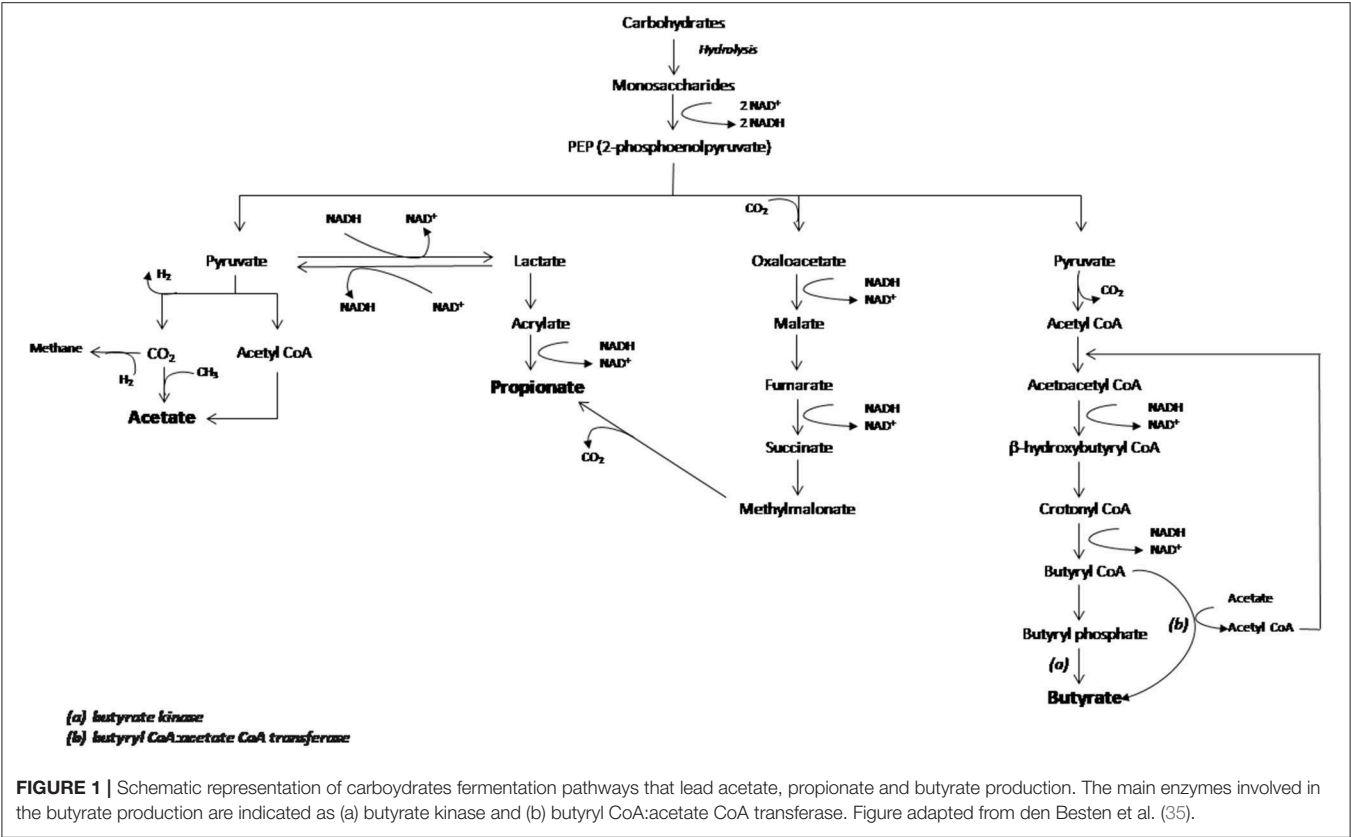 Carbohydrates
Hydrolysis
Monosaccharides
2 NAD⁺
2 NADH
PEP (2-phosphoenolpyruvate)
CO₂
NADH
NAD⁺
Pyruvate
Lactate
Oxaloacetate
Pyruvate
H₂
NADH
NAD⁺
NADH
NAD⁺
CO₂
Acrylate
Malate
Acetyl CoA
Methane
CO₂
Acetyl CoA
NADH
NAD⁺
H₂
CH₃
Propionate
Fumarate
Acetoacetyl CoA
Acetate
NADH
NAD⁺
NADH
NAD⁺
CO₂
Succinate
β-hydroxybutyryl CoA
Methylmalonate
Crotonyl CoA
NADH
NAD⁺
Butyryl CoA
Acetate
(b)
Acetyl CoA
Butyryl phosphate
(a)
Butyrate
(a) butyrate kinase
(b) butyryl CoA:acetate CoA transferase
FIGURE 1 | Schematic representation of carboydrates fermentation pathways that lead acetate, propionate and butyrate production. The main enzymes involved in
the butyrate production are indicated as (a) butyrate kinase and (b) butyryl CoA:acetate CoA transferase. Figure adapted from den Besten et al. (35).